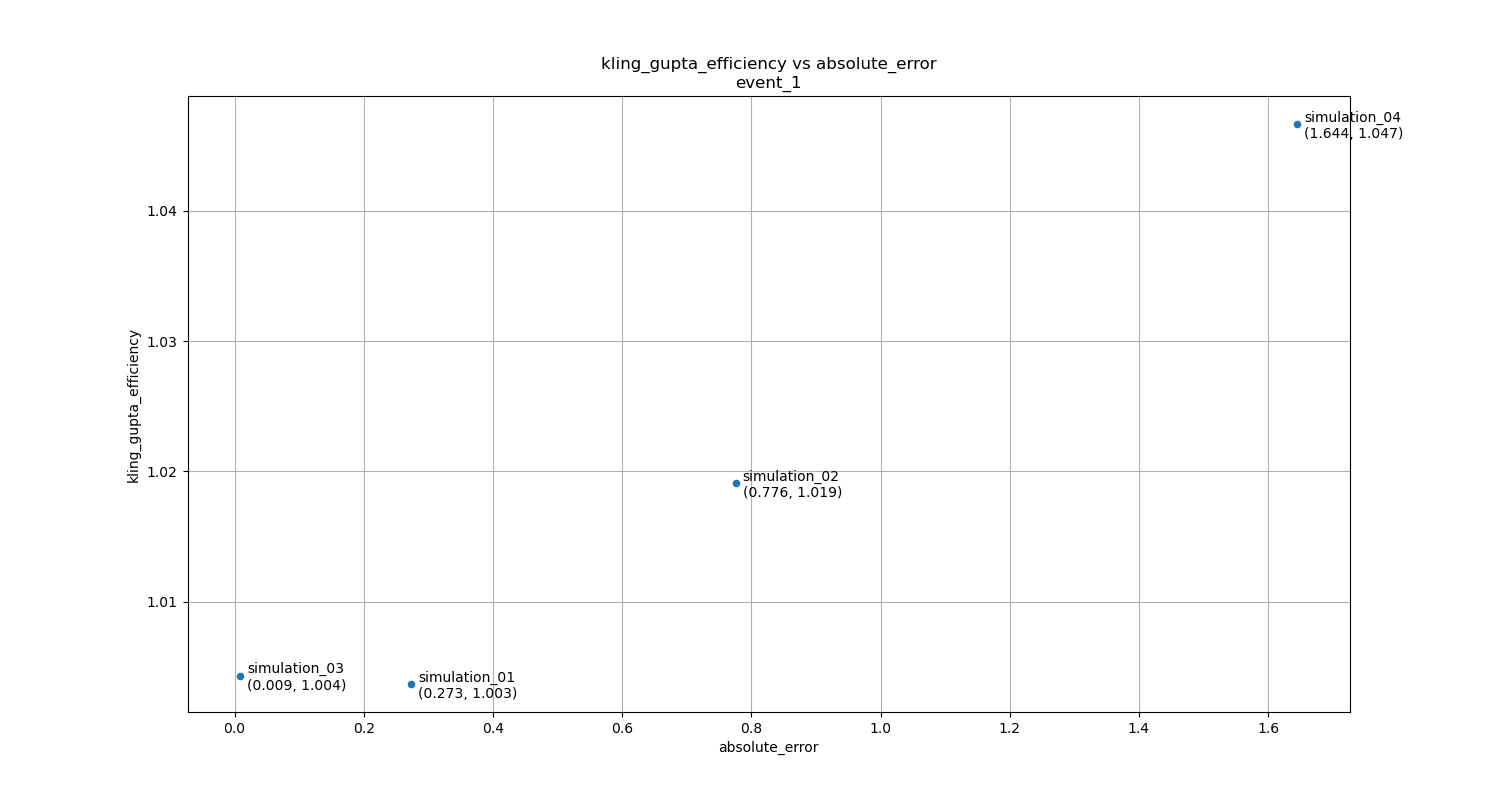 kling_gupta_efficiency vs absolute_error
event_1
simulation_04
(1.644, 1.047)
1.04
1.03
kling_gupta_efficiency
1.02
simulation_02
(0.776, 1.019)
1.01
simulation_03
(0.009, 1.004)
simulation_01
(0.273, 1.003)
0.0 0.2 0.4 0.6 0.8 1.0 1.2 1.4 1.6
absolute_error